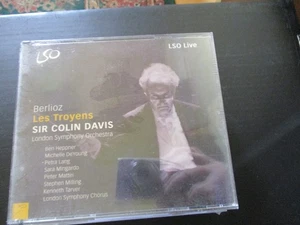 LSO
LSO Live
Berlioz
Les Troyens
SIR COLIN DAVIS
London Symphony Orchestra
Ben Heppner
Michelle DeYoung
Petra Lang
Sara Mingardo
Peter Mattei
Stephen Milling
Kenneth Tarver
London Symphony Chorus